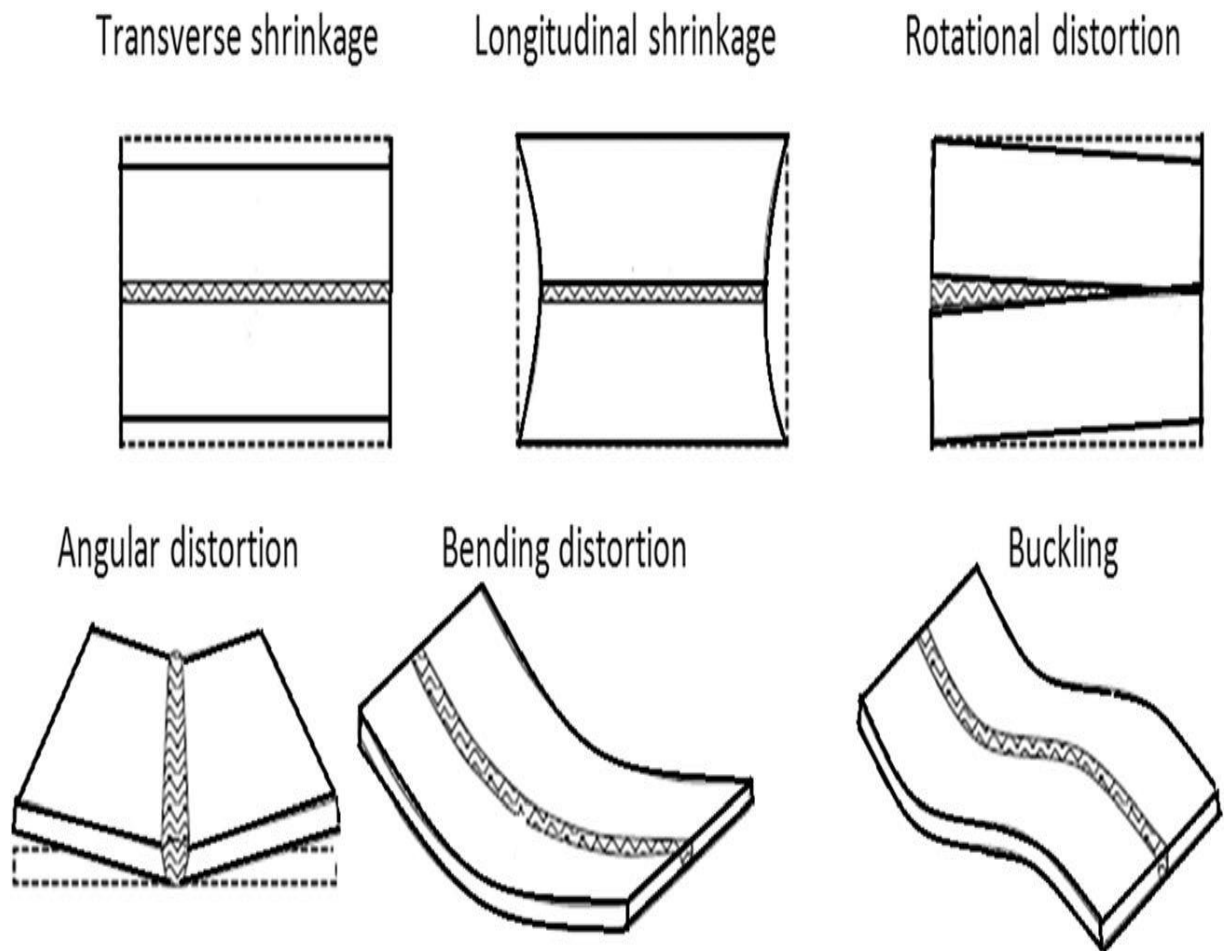 Transverse shrinkage
Longitudinal shrinkage
Rotational distortion
Angular distortion
Bending distortion
Buckling